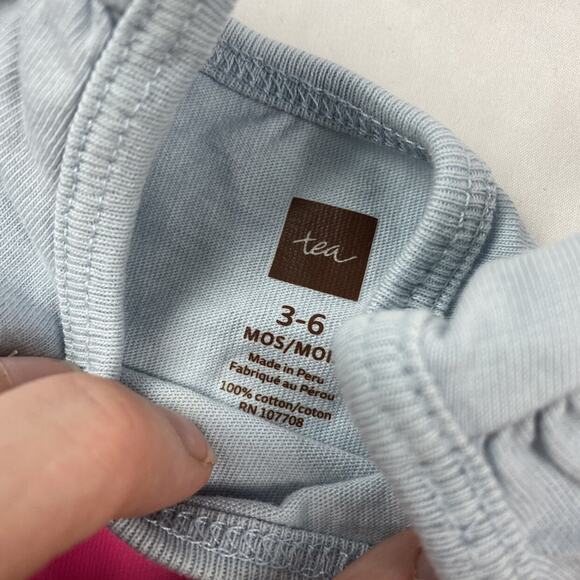 tea
3-6
MOS/MOI
Made in Peru
Fabriqué au Pérou
100% cotton/coton
RN 107708